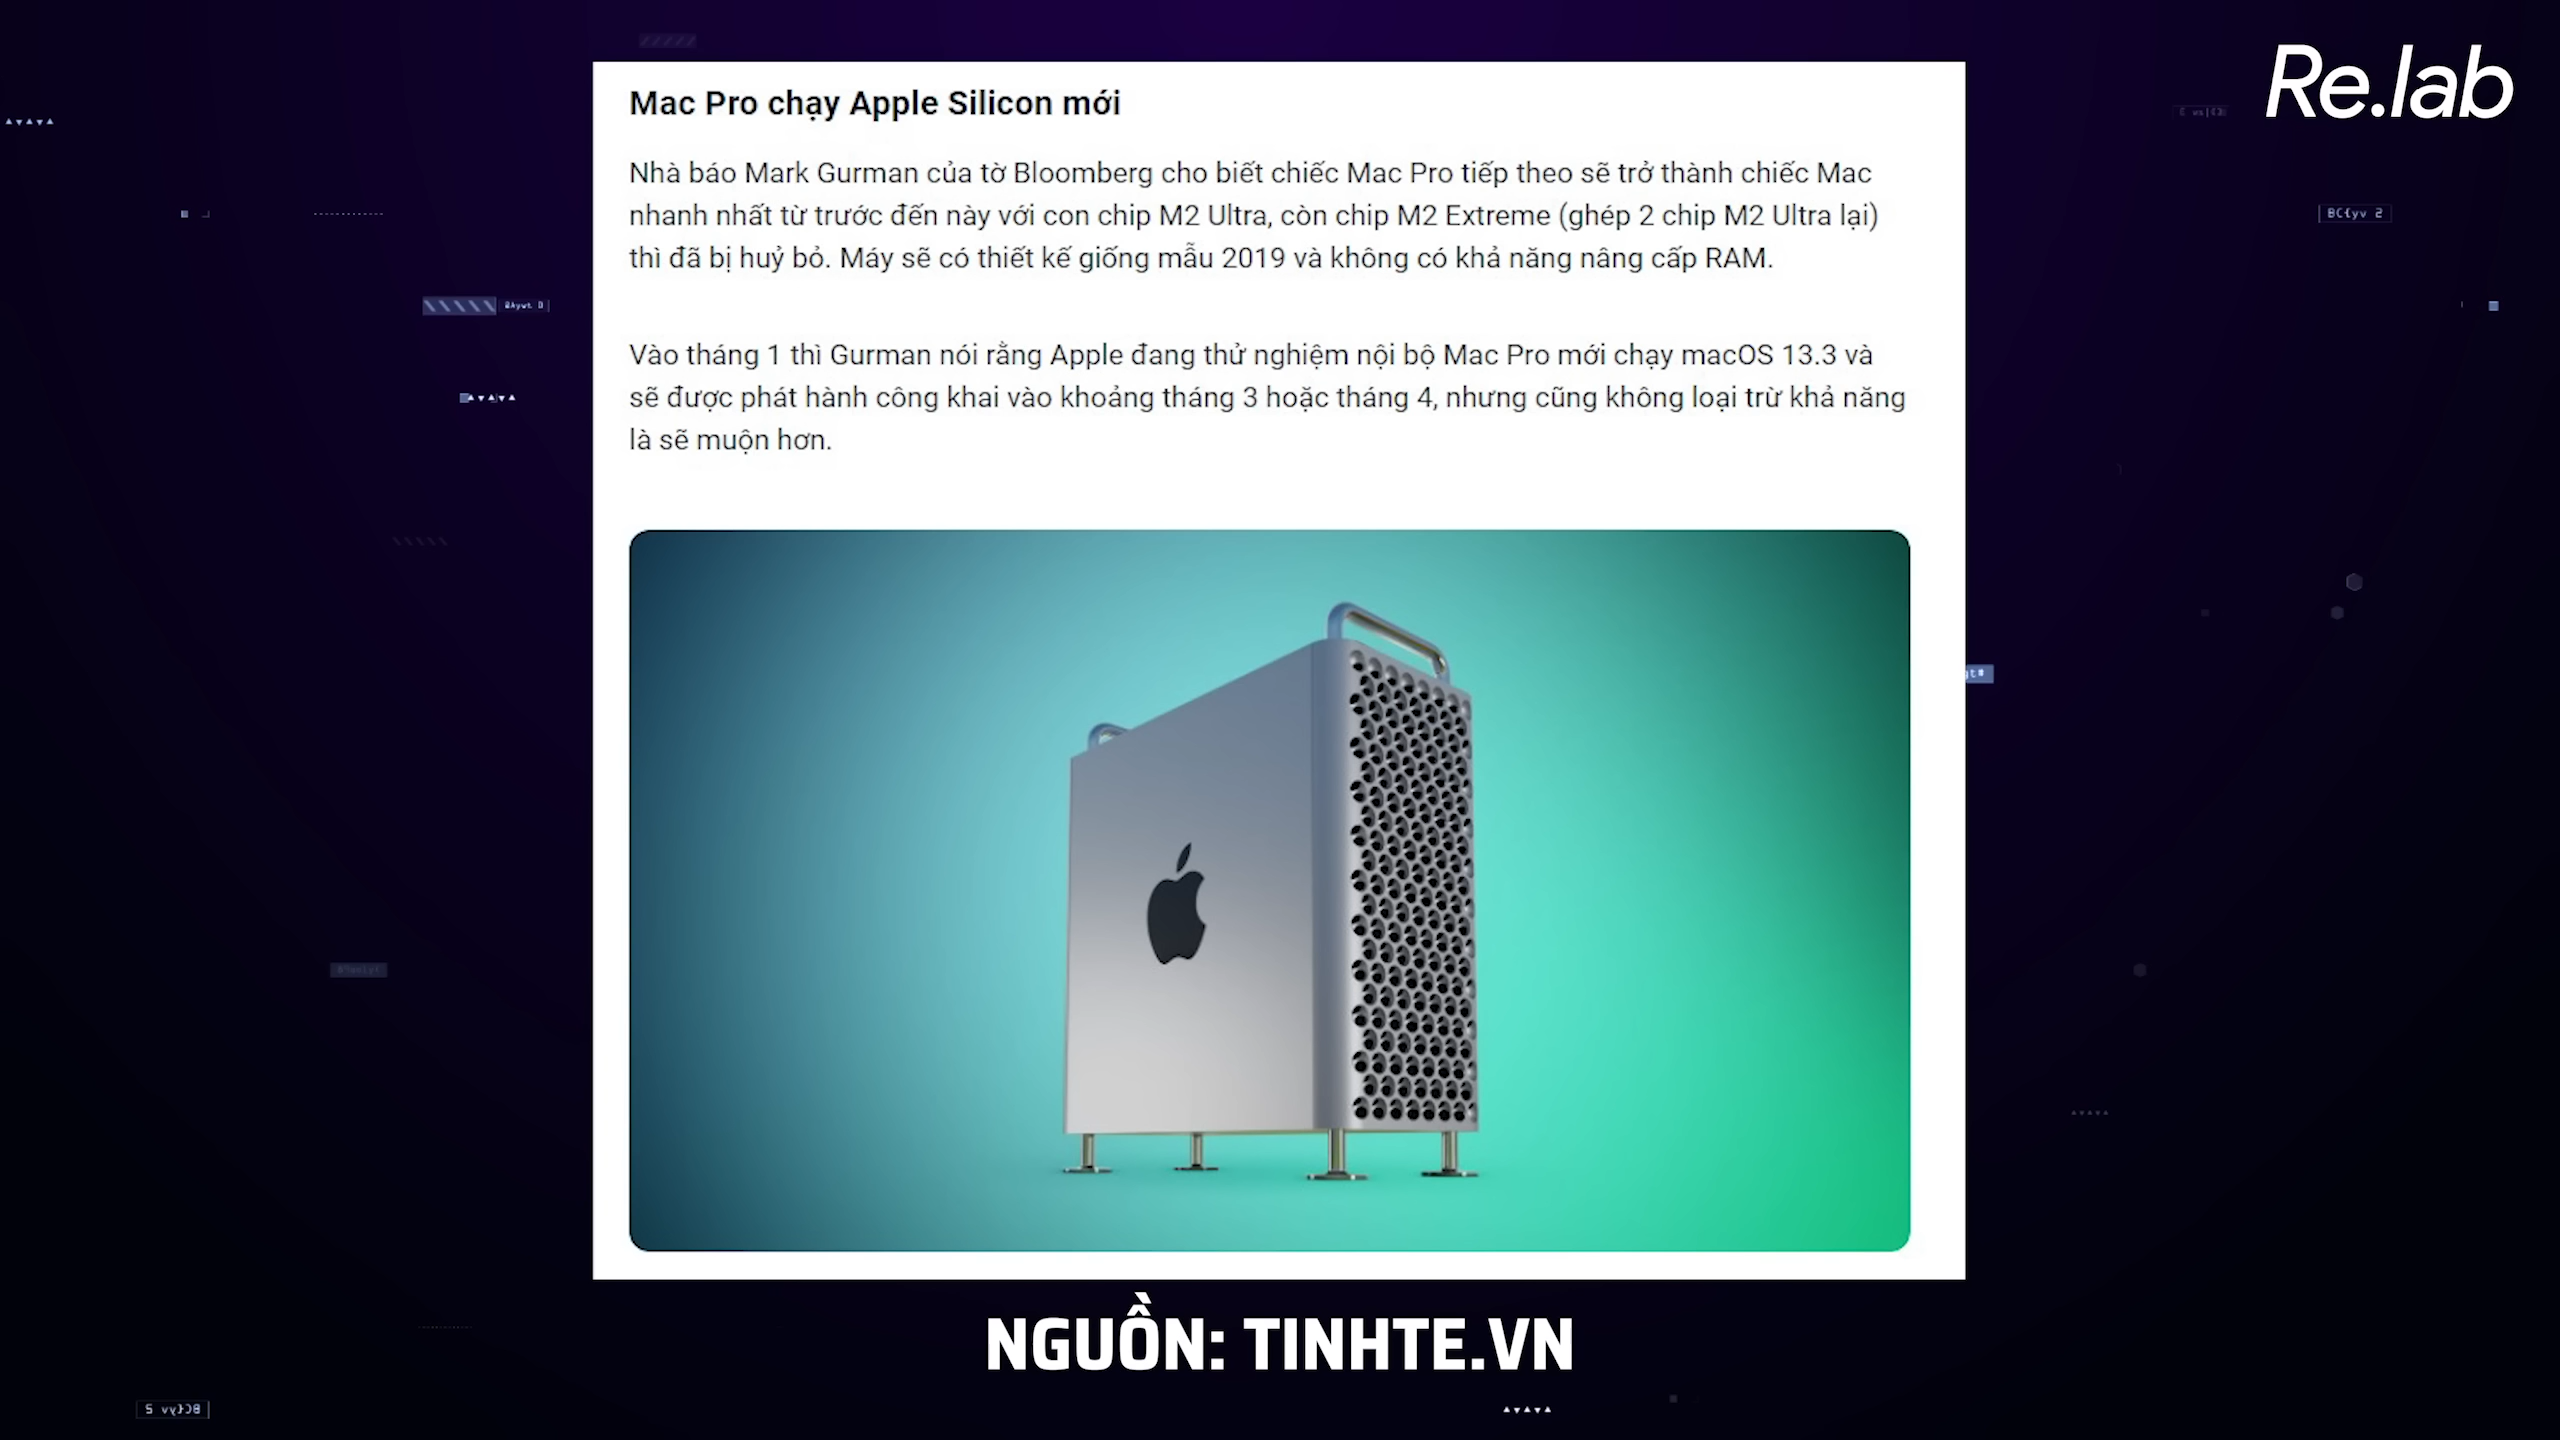 Re.lab
Mac Pro chạy Apple Silicon mới
Nhà báo Mark Gurman của tờ Bloomberg cho biết chiếc Mac Pro tiếp theo sẽ trở thành chiếc Mac
nhanh nhất từ trước đến này với con chip M2 Ultra, còn chip M2 Extreme (ghép 2 chip M2 Ultra lại)
thì đã bị huỷ bỏ. Máy sẽ có thiết kế giống mẫu 2019 và không có khả năng nâng cấp RAM.
Vào tháng 1 thì Gurman nói rằng Apple đang thử nghiệm nội bộ Mac Pro mới chạy macOS 13.3 và
sẽ được phát hành công khai vào khoảng tháng 3 hoặc tháng 4, nhưng cũng không loại trừ khả năng
là sẽ muộn hơn.
NGUỒN: TINHTE.VN